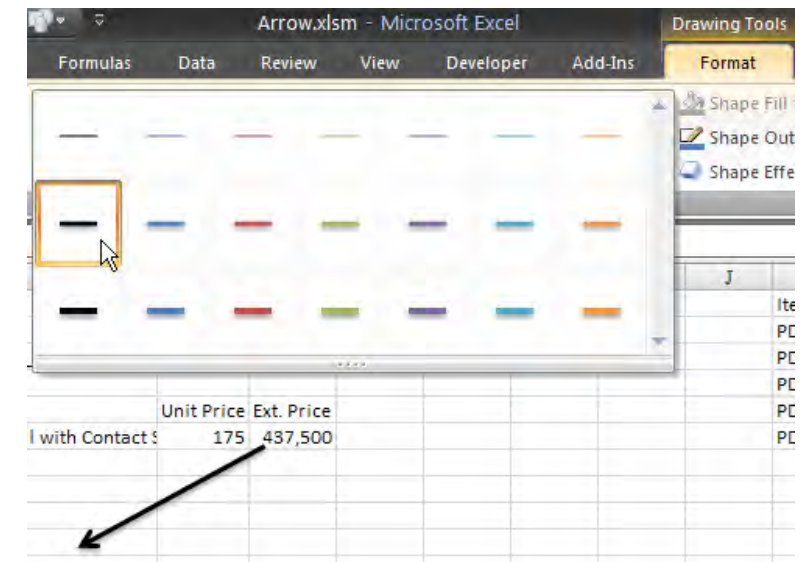 Arrow.xlsm - Microsoft Excel Drawing Tools
Formulas Data Review View Developer Add-Ins Format
Shape Fill
Shape Out
Shape Effe
J
Ite
PD
PD
PD
Unit Price Ext. Price PD
l with Contact S 175 437,500 PD